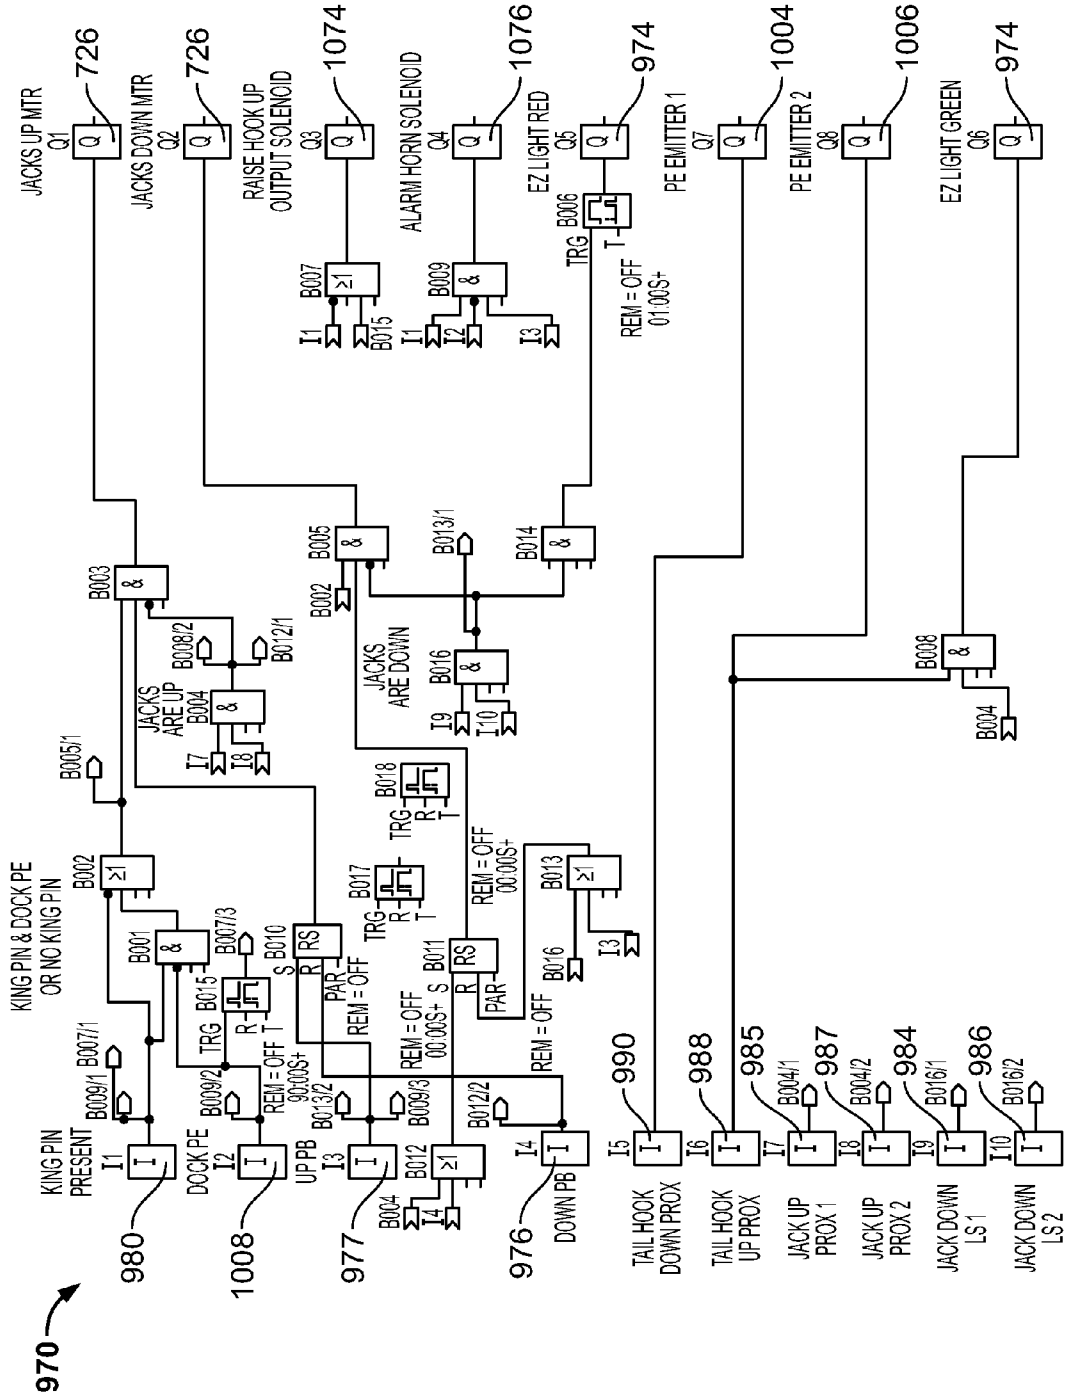 970
KING PIN
PRESENT
I1
I
980
B009/1
B007/1
DOCK PE
I2
I
1008
B009/2
UP PB
I3
I
977
B013/2
B009/3
B004
I4
B012
≥1
DOWN PB
I4
I
976
B012/2
TAIL HOOK
DOWN PROX
I5
I
990
TAIL HOOK
UP PROX
I6
I
988
JACK UP
PROX 1
I7
I
985
B004/1
JACK UP
PROX 2
I8
I
987
B004/2
JACK DOWN
LS 1
I9
I
984
B016/1
JACK DOWN
LS 2
I10
I
986
B016/2
KING PIN & DOCK PE
OR NO KING PIN
B002
≥1
B005/1
B001
&
B015
TRG
R
T
REM = OFF
90:00S+
B007/3
B010
RS
S
R
PAR
REM = OFF
B011
RS
S
R
PAR
REM = OFF
00:00S+
REM = OFF
B017
TRG
R
T
B018
TRG
R
T
REM = OFF
00:00S+
B013
≥1
B016
I3
JACKS
ARE UP
B004
&
I7
I8
B008/2
B012/1
B003
&
JACKS
ARE DOWN
B016
&
I9
I10
B013/1
B002
B005
&
B014
&
B008
&
B004
I1
B015
B007
≥1
I1
I2
I3
B009
&
B006
TRG
T
REM = OFF
01:00S+
JACKS UP MTR
Q1
Q
726
JACKS DOWN MTR
Q2
Q
726
RAISE HOOK UP
OUTPUT SOLENOID
Q3
Q
1074
ALARM HORN SOLENOID
Q4
Q
1076
EZ LIGHT RED
Q5
Q
974
PE EMITTER 1
Q7
Q
1004
PE EMITTER 2
Q8
Q
1006
EZ LIGHT GREEN
Q6
Q
974